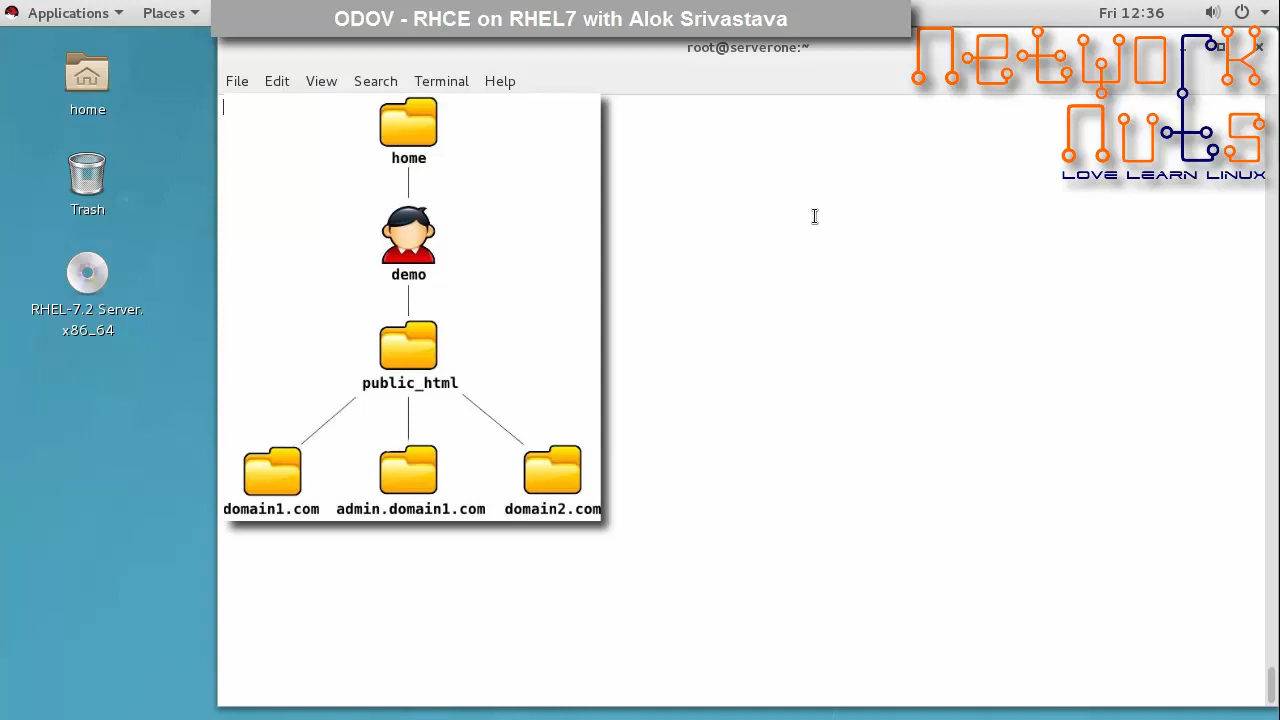 Applications
Places
ODOV - RHCE on RHEL7 with Alok Srivastava
Fri 12:36
root@serverone:~
NETWORK
NUTS
LOVE LEARN LINUX
File Edit View Search Terminal Help
home
Trash
RHEL-7.2 Server.
x86_64
home
demo
public_html
domain1.com admin.domain1.com domain2.com